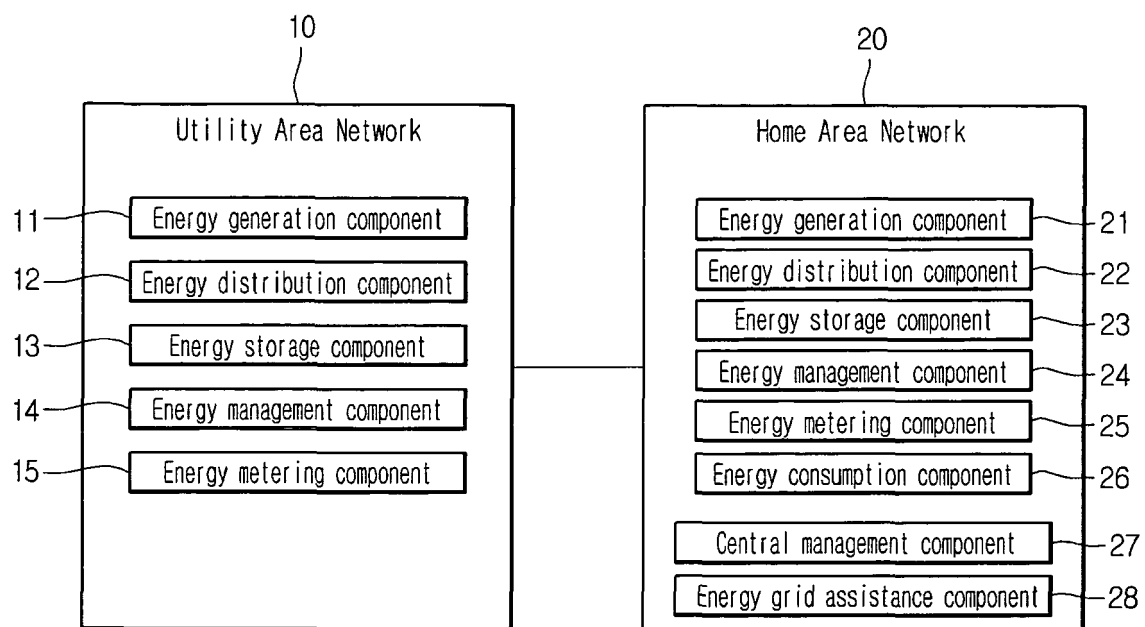 10
20
Utility Area Network
Home Area Network
11
Energy generation component
12
Energy distribution component
13
Energy storage component
14
Energy management component
15
Energy metering component
Energy generation component
21
Energy distribution component
22
Energy storage component
23
Energy management component
24
Energy metering component
25
Energy consumption component
26
Central management component
27
Energy grid assistance component
28